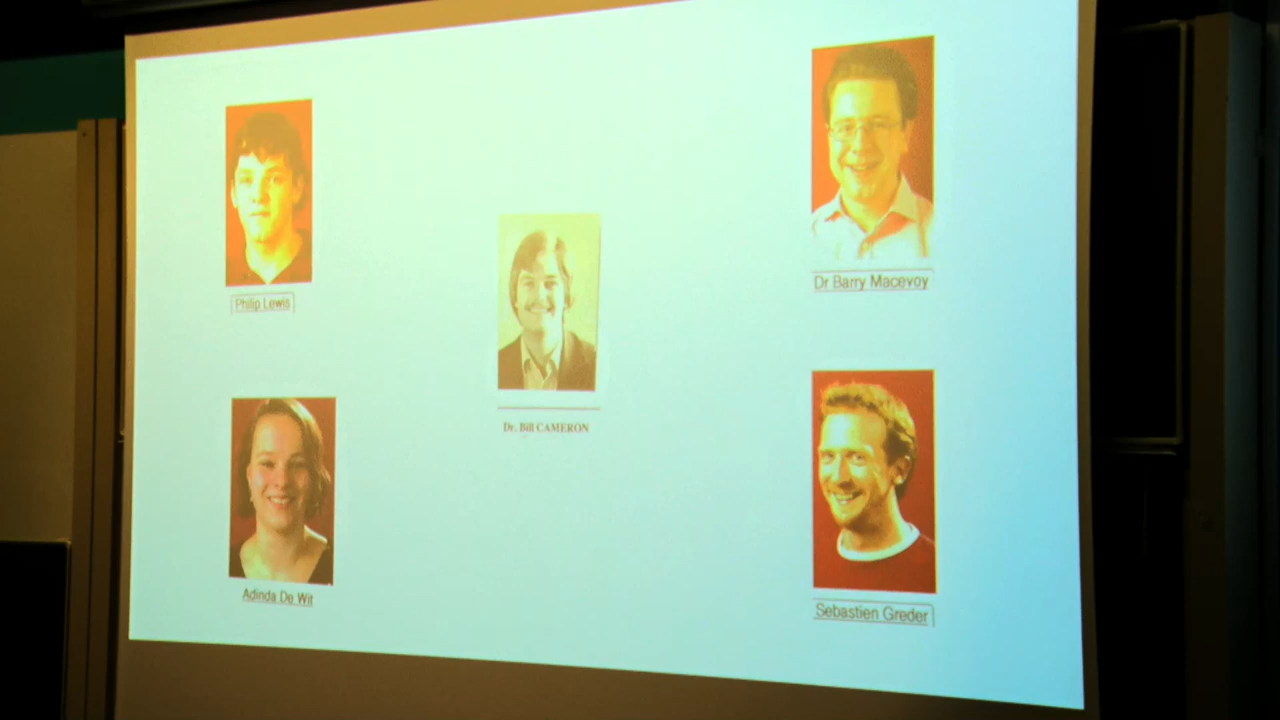 Philip Lewis
Dr Barry Macevoy
Dr. Bill CAMERON
Adinda De Wit
Sebastien Greder